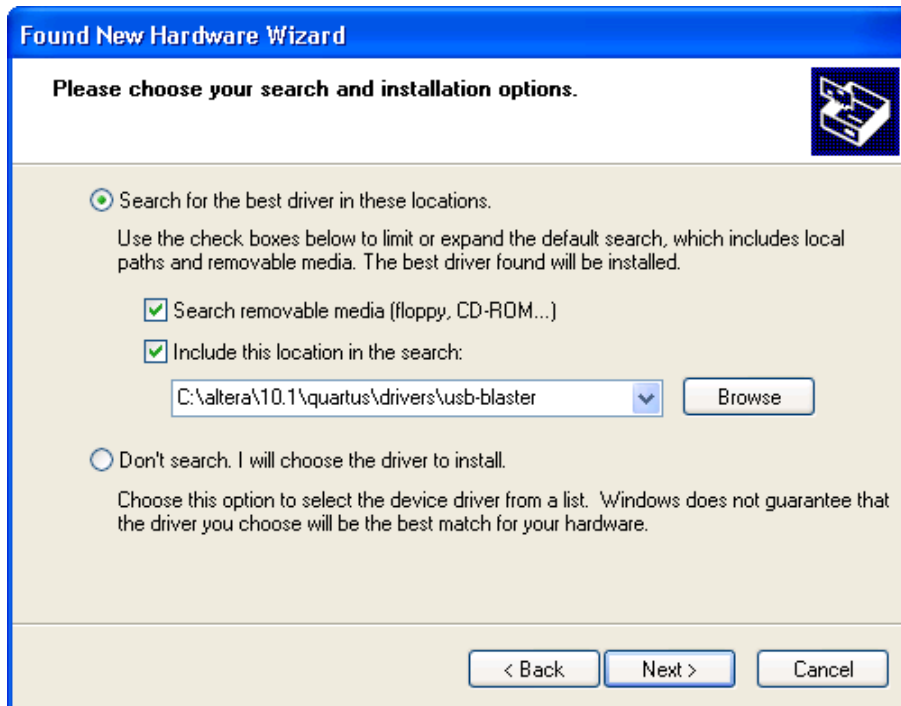 Found New Hardware Wizard
Please choose your search and installation options.
Search for the best driver in these locations.
Use the check boxes below to limit or expand the default search, which includes local
paths and removable media. The best driver found will be installed.
Search removable media (floppy, CD-ROM...)
Include this location in the search:
C:\altera\10.1\quartus\drivers\usb-blaster
Browse
Don't search. I will choose the driver to install.
Choose this option to select the device driver from a list.  Windows does not guarantee that
the driver you choose will be the best match for your hardware.
< Back
Next >
Cancel